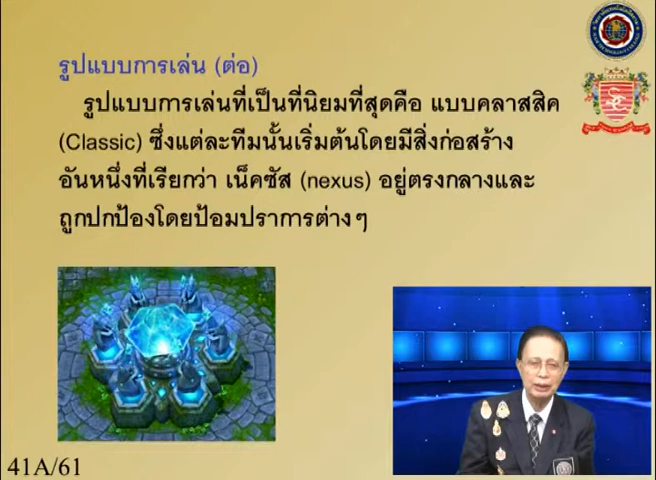 รูปแบบการเล่น (ต่อ)
รูปแบบการเล่นที่เป็นที่นิยมที่สุดคือ แบบคลาสสิค
(Classic) ซึ่งแต่ละทีมนั้นเริ่มต้นโดยมีสิ่งก่อสร้าง
อันหนึ่งที่เรียกว่า เน็คซัส (nexus) อยู่ตรงกลางและ
ถูกปกป้องโดยป้อมปราการต่างๆ
41A/61